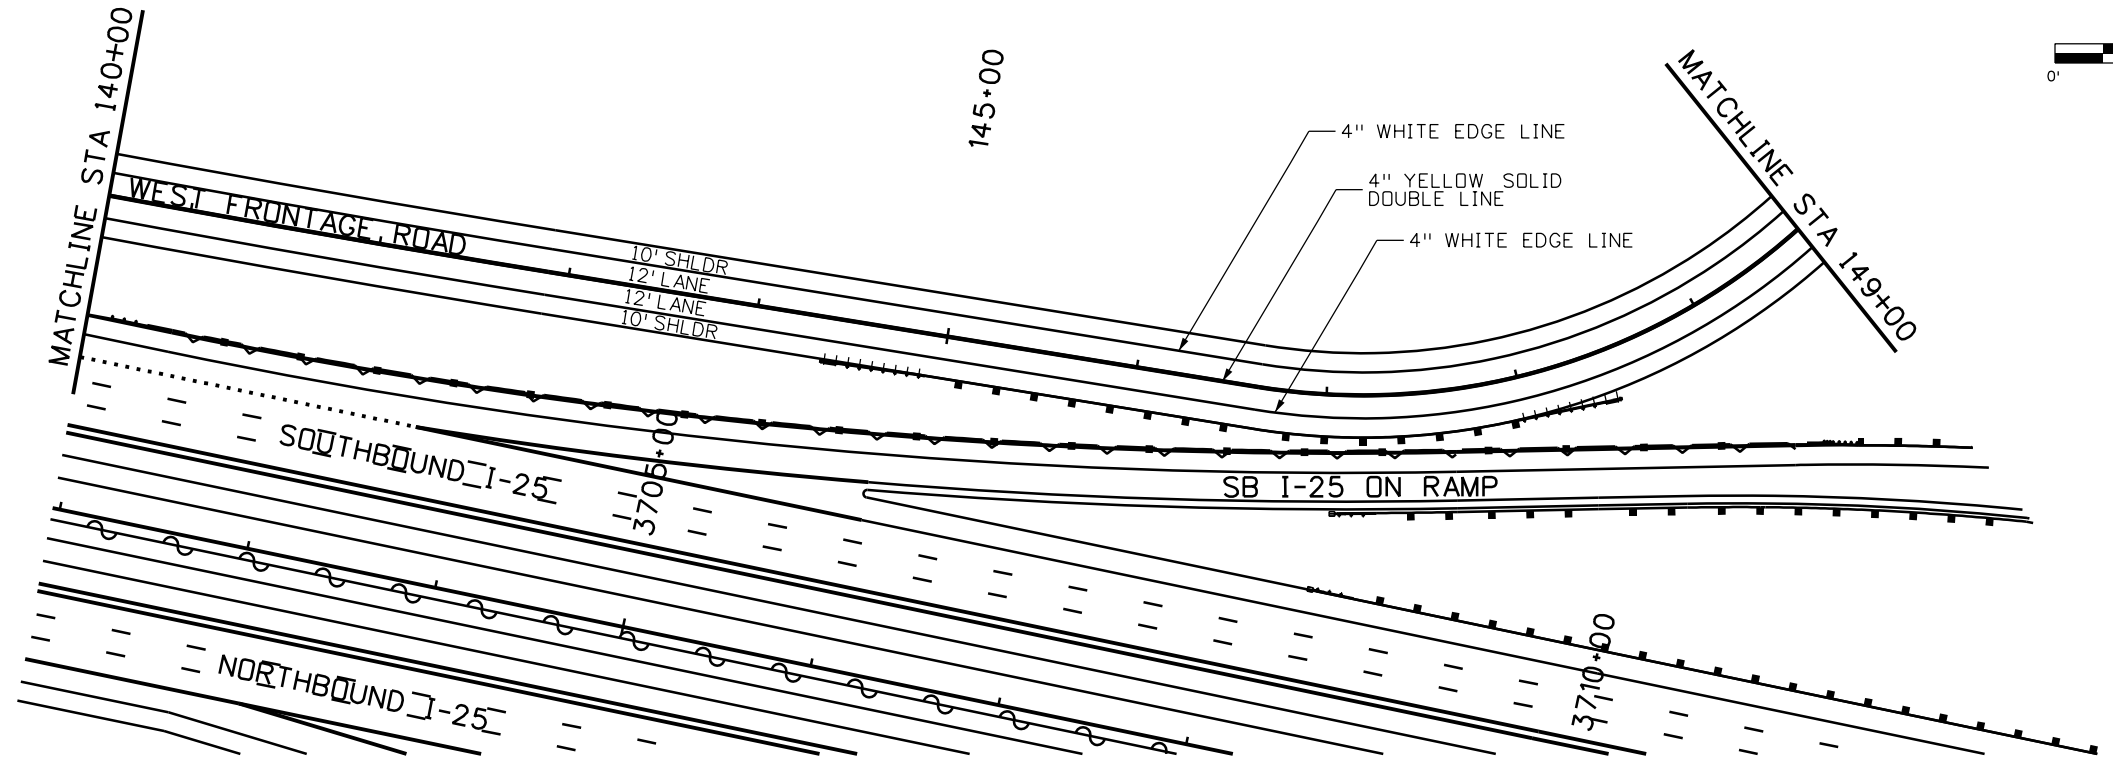 MATCHLINE STA 140+00
WEST FRONTAGE ROAD
10' SHLDR
12' LANE
12' LANE
10' SHLDR
145+00
4" WHITE EDGE LINE
4" YELLOW SOLID
DOUBLE LINE
4" WHITE EDGE LINE
MATCHLINE STA 149+00
0'
SOUTHBOUND I-25
3705+00
SB I-25 ON RAMP
NORTHBOUND I-25
3710+00